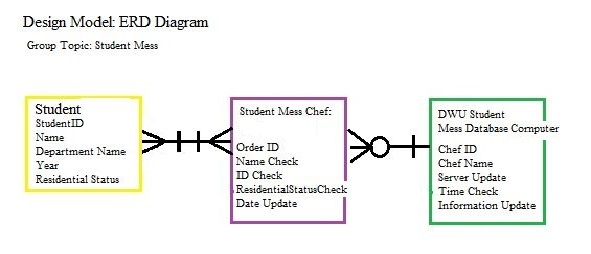 Design Model: ERD Diagram
Group Topic: Student Mess
Student
StudentID
Name
Department Name
Year
Residential Status
Student Mess Chef:
Order ID
Name Check
ID Check
ResidentialStatusCheck
Date Update
DWU Student
Mess Database Computer
Chef ID
Chef Name
Server Update
Time Check
Information Update